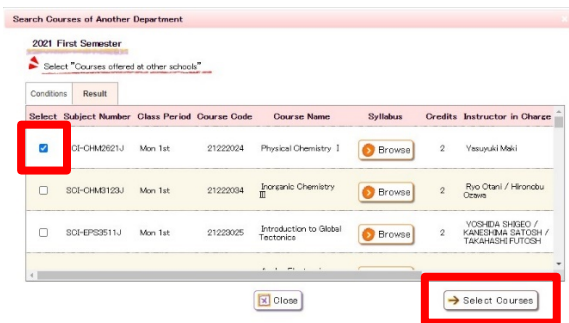 Search Courses of Another Department
2021 First Semester
Select "Courses offered at other schools"
Conditions Result
Select Subject Number Class Period Course Code Course Name Syllabus Credits Instructor in Charge
CI-CHM2621J Mon 1st 21222024 Physical Chemistry Ⅰ Browse 2 Yasuyuki Maki
SCI-CHM3123J Mon 1st 21222034 Inorganic Chemistry Ⅲ Browse 2 Ryo Otani / Hironobu Ozawa
SCI-EPS3511J Mon 1st 21223025 Introduction to Global Tectonics Browse 2 YOSHIDA SHIGEO / KANESHIMA SATOSHI / TAKAHASHI FUTOSH
Close Select Courses